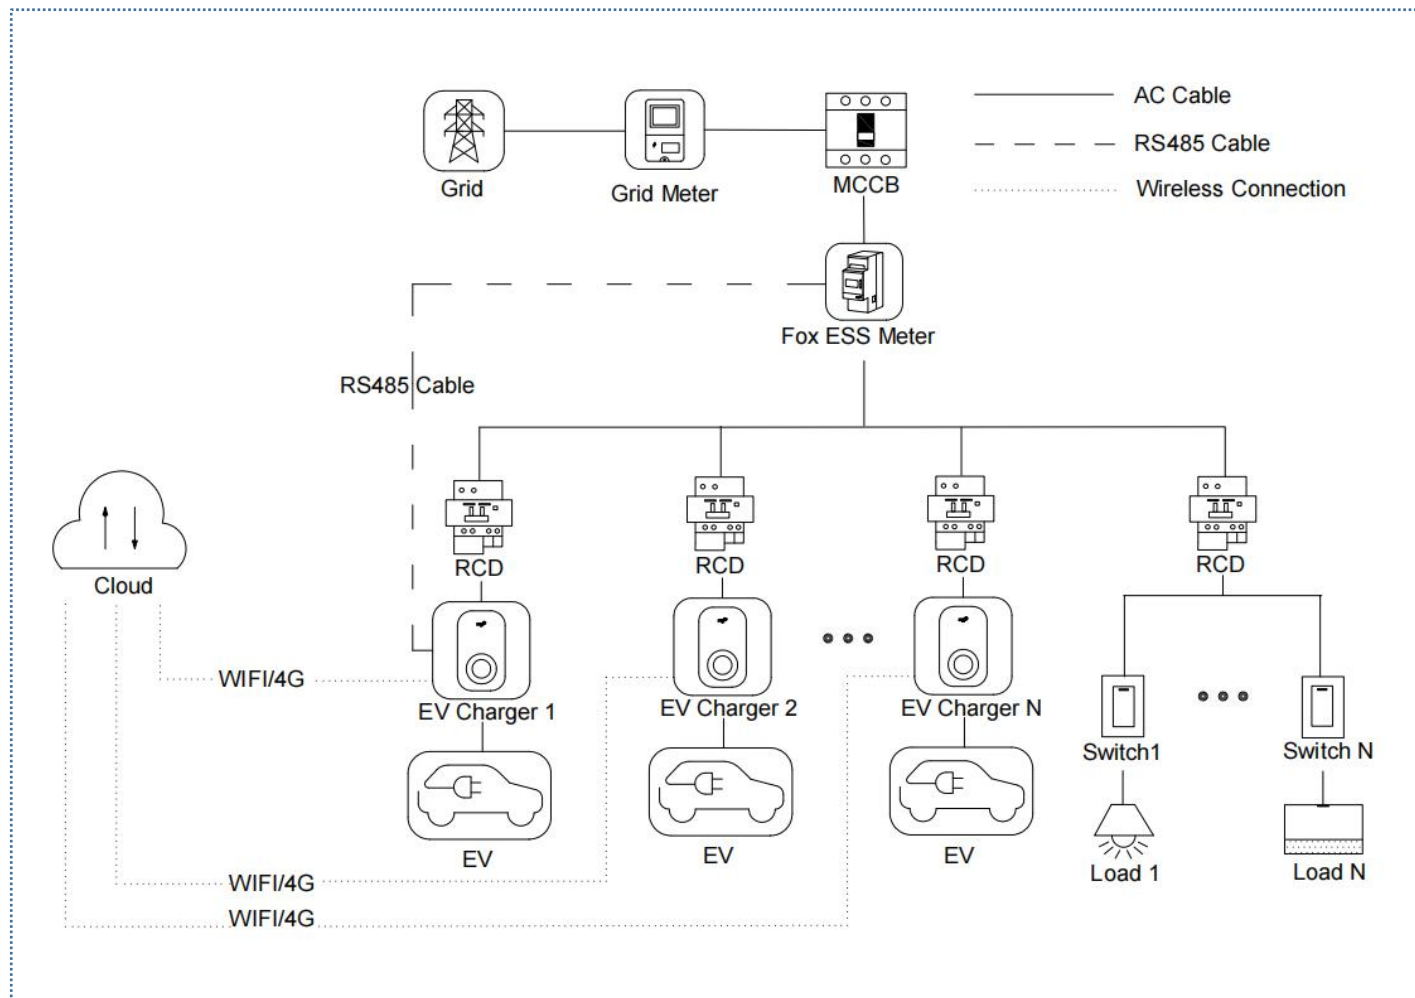 AC Cable
RS485 Cable
Wireless Connection
Grid
Grid Meter
MCCB
Fox ESS Meter
RS485 Cable
RCD
RCD
RCD
RCD
Cloud
WIFI/4G
EV Charger 1
EV Charger 2
EV Charger N
Switch1
Switch N
EV
EV
EV
Load 1
Load N
WIFI/4G
WIFI/4G